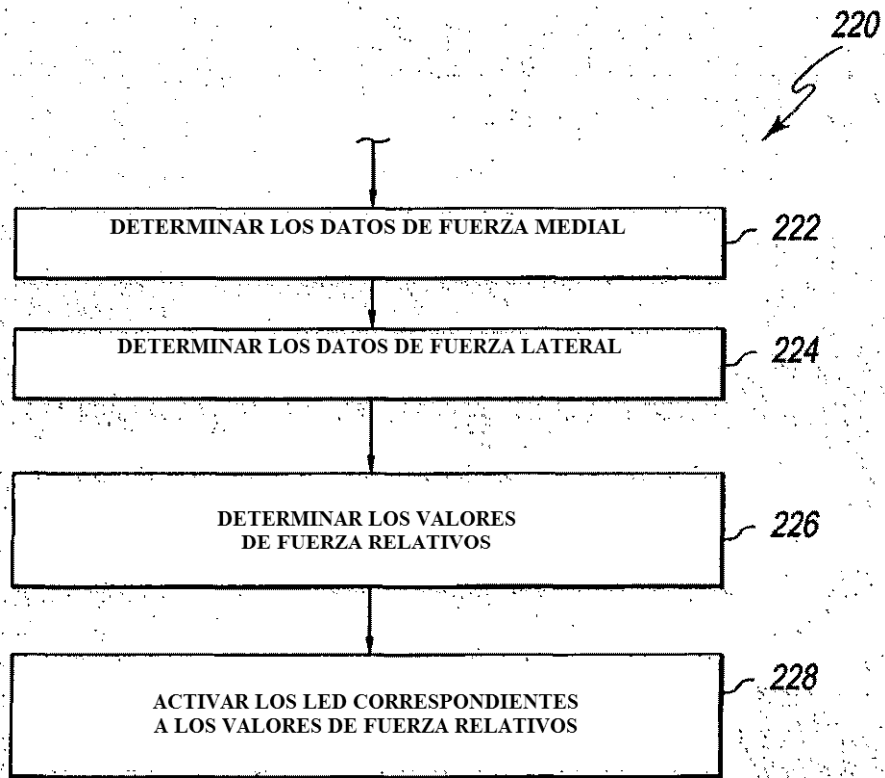 220
DETERMINAR LOS DATOS DE FUERZA MEDIAL
222
DETERMINAR LOS DATOS DE FUERZA LATERAL
224
DETERMINAR LOS VALORES
DE FUERZA RELATIVOS
226
ACTIVAR LOS LED CORRESPONDIENTES
A LOS VALORES DE FUERZA RELATIVOS
228